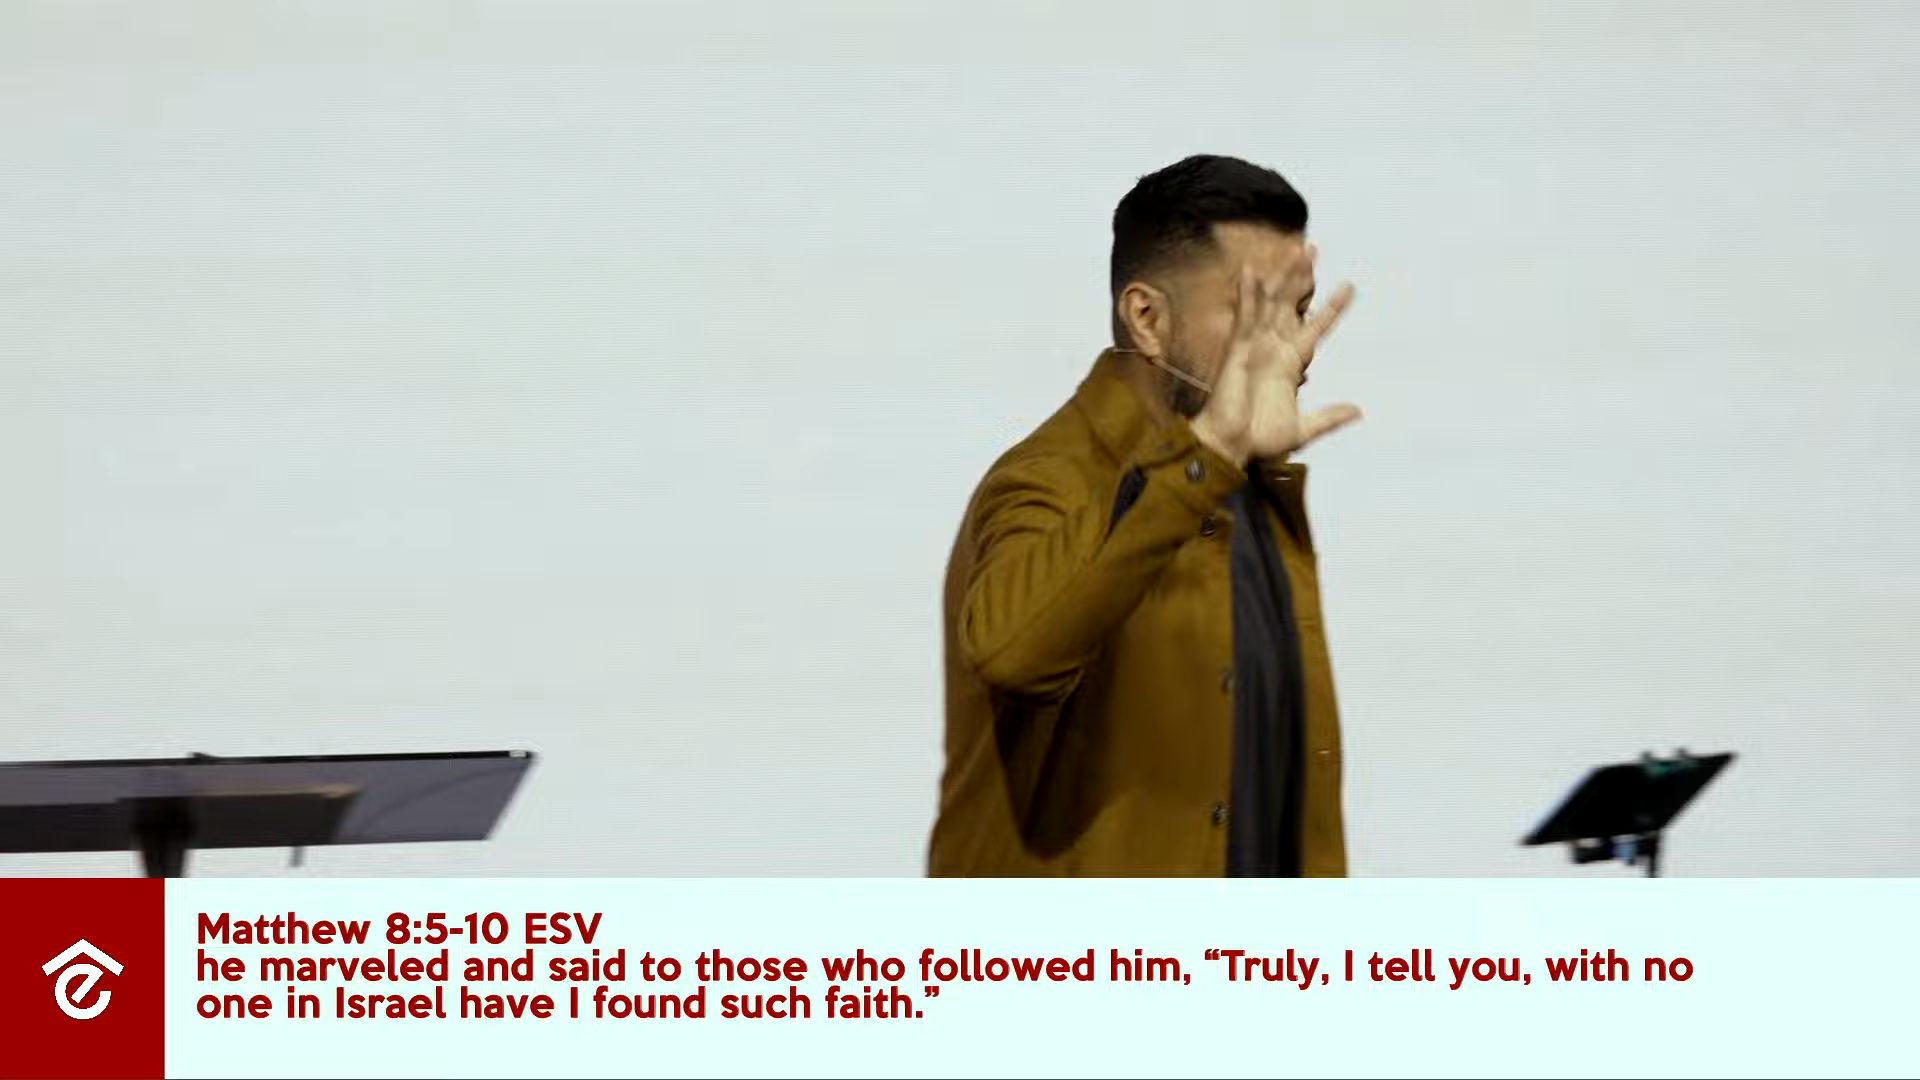 Matthew 8:5-10 ESV
he marveled and said to those who followed him, “Truly, I tell you, with no
one in Israel have I found such faith.”